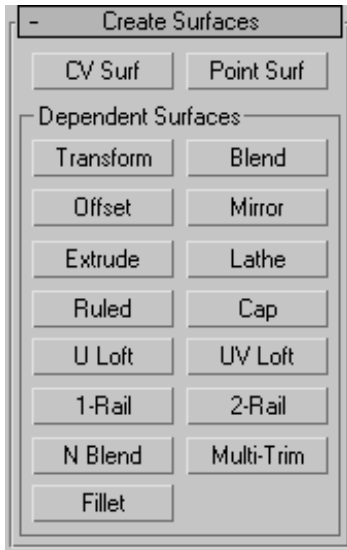 - Create Surfaces
CV Surf Point Surf
Dependent Surfaces
Transform Blend
Offset Mirror
Extrude Lathe
Ruled Cap
U Loft UV Loft
1-Rail 2-Rail
N Blend Multi-Trim
Fillet